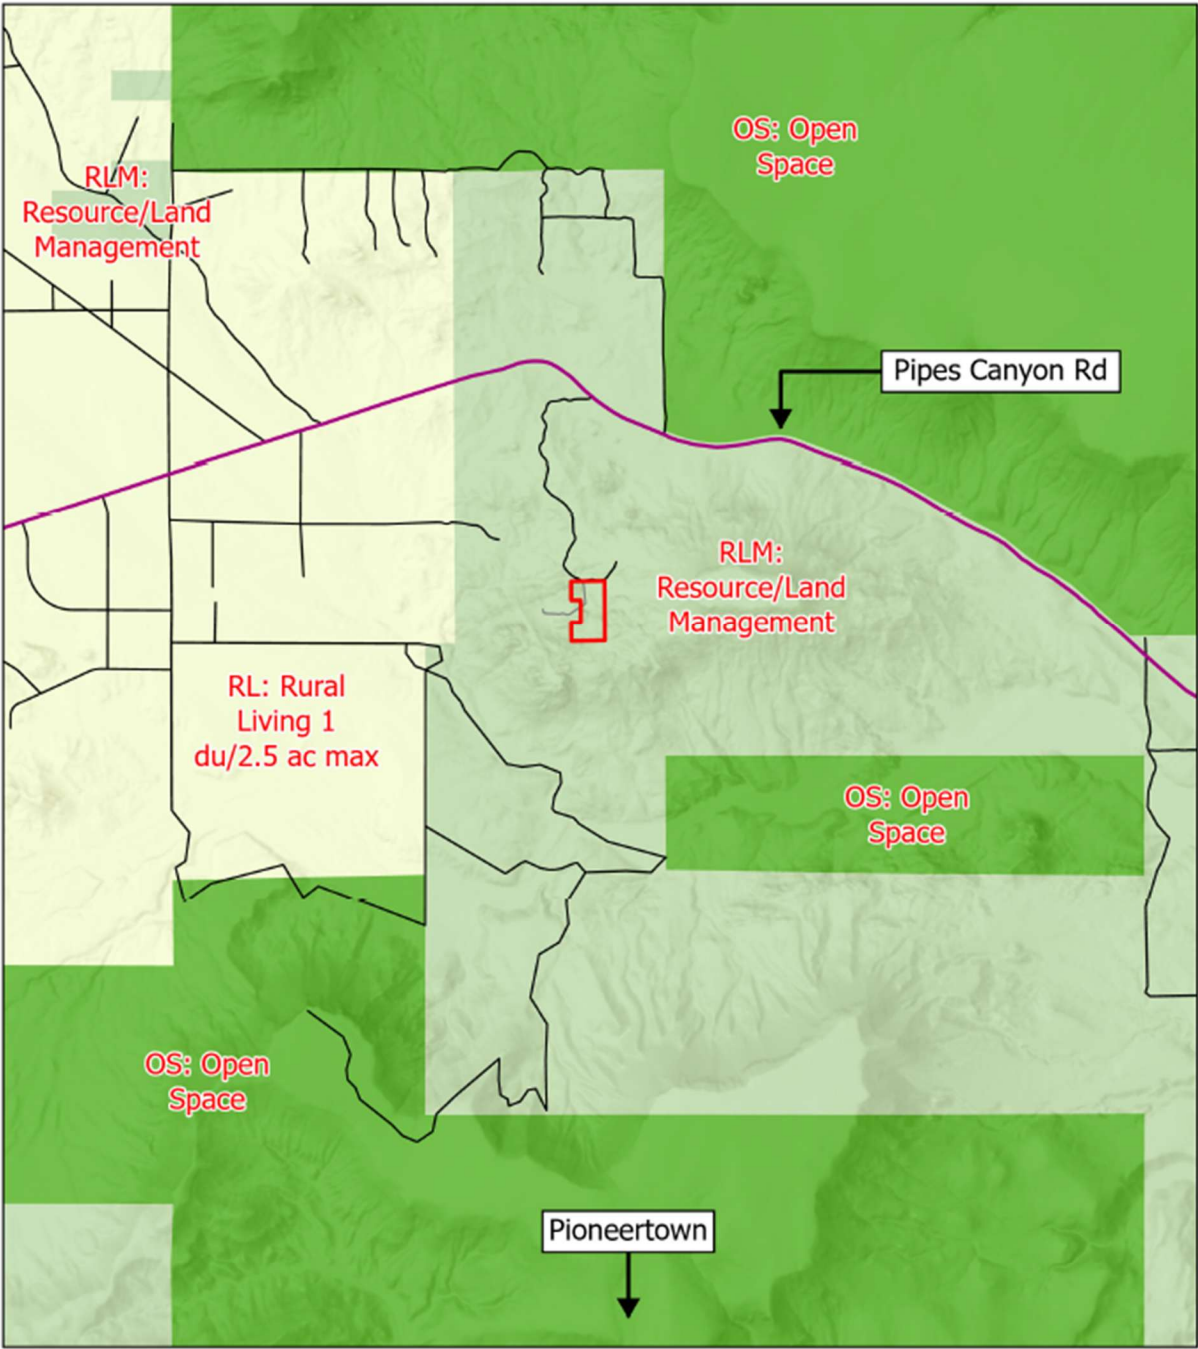 OS: Open
Space
RLM:
Resource/Land
Management
Pipes Canyon Rd
RLM:
Resource/Land
Management
RL: Rural
Living 1
du/2.5 ac max
OS: Open
Space
OS: Open
Space
Pioneertown